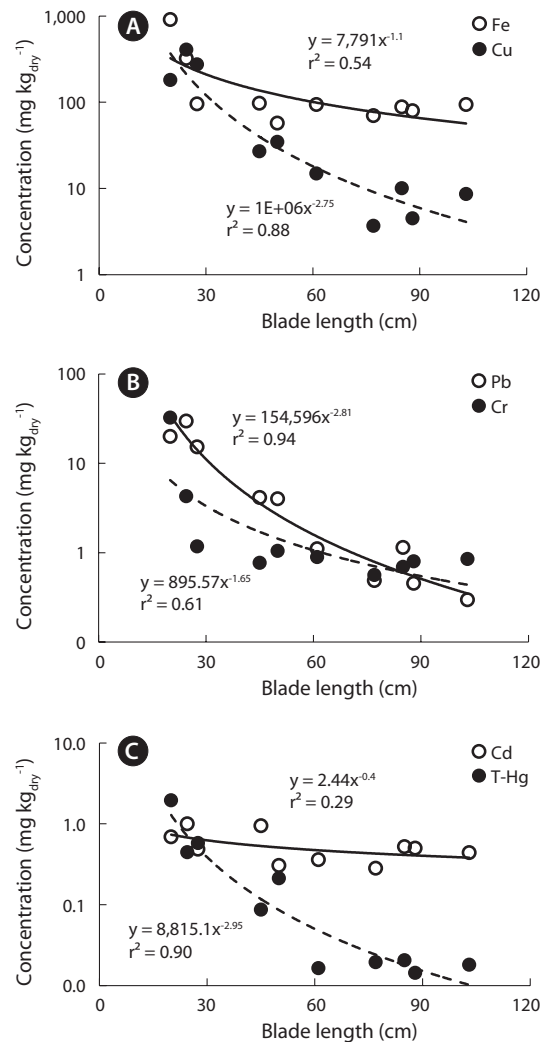 A
Fe
Cu
y = 7,791x⁻¹·¹
r² = 0.54
y = 1E+06x⁻²·⁷⁵
r² = 0.88
Concentration (mg kg_dry⁻¹)
1,000
100
10
1
0 30 60 90 120
Blade length (cm)
B
Pb
Cr
y = 154,596x⁻²·⁸¹
r² = 0.94
y = 895.57x⁻¹·⁶⁵
r² = 0.61
Concentration (mg kg_dry⁻¹)
100
10
1
0
0 30 60 90 120
Blade length (cm)
C
Cd
T-Hg
y = 2.44x⁻⁰·⁴
r² = 0.29
y = 8,815.1x⁻²·⁹⁵
r² = 0.90
Concentration (mg kg_dry⁻¹)
10.0
1.0
0.1
0.0
0 30 60 90 120
Blade length (cm)